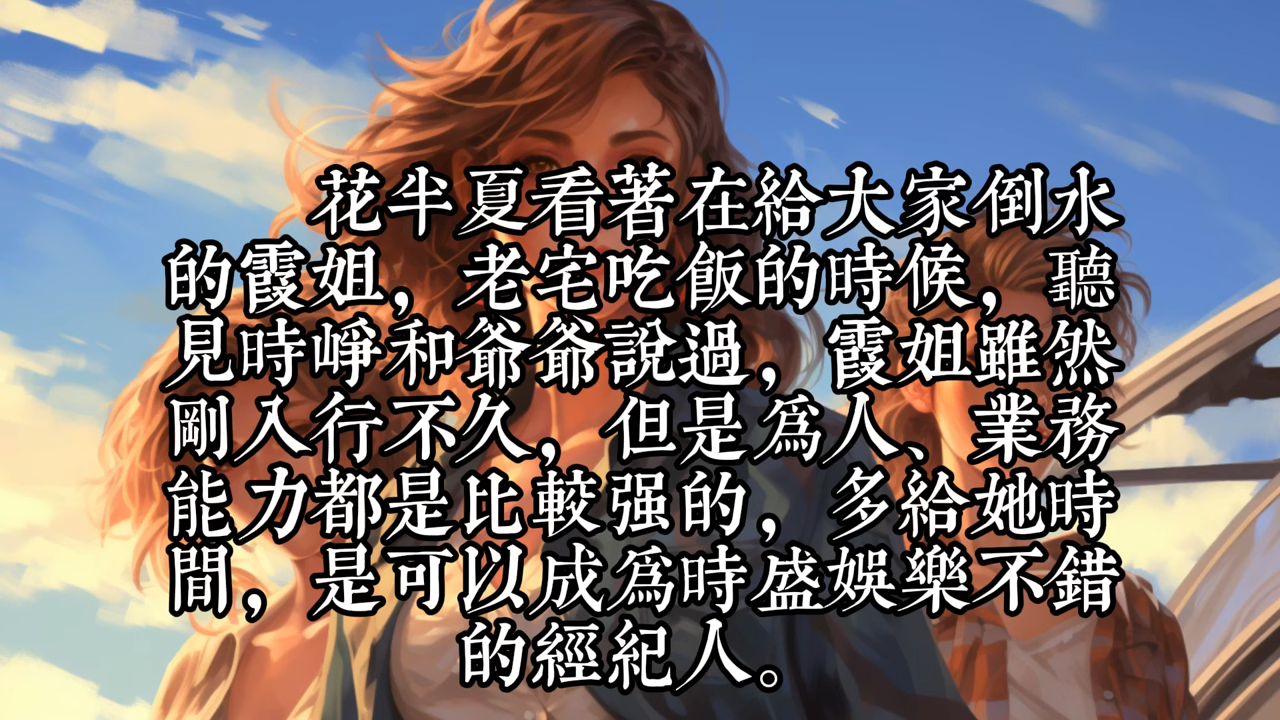 花半夏看著在給大家倒水
的霞姐，老宅吃飯的時候，聽
見時崢和爺爺說過，霞姐雖然
剛入行不久，但是爲人、業務
能力都是比較强的，多給她時
間，是可以成爲時盛娛樂不錯
的經紀人。